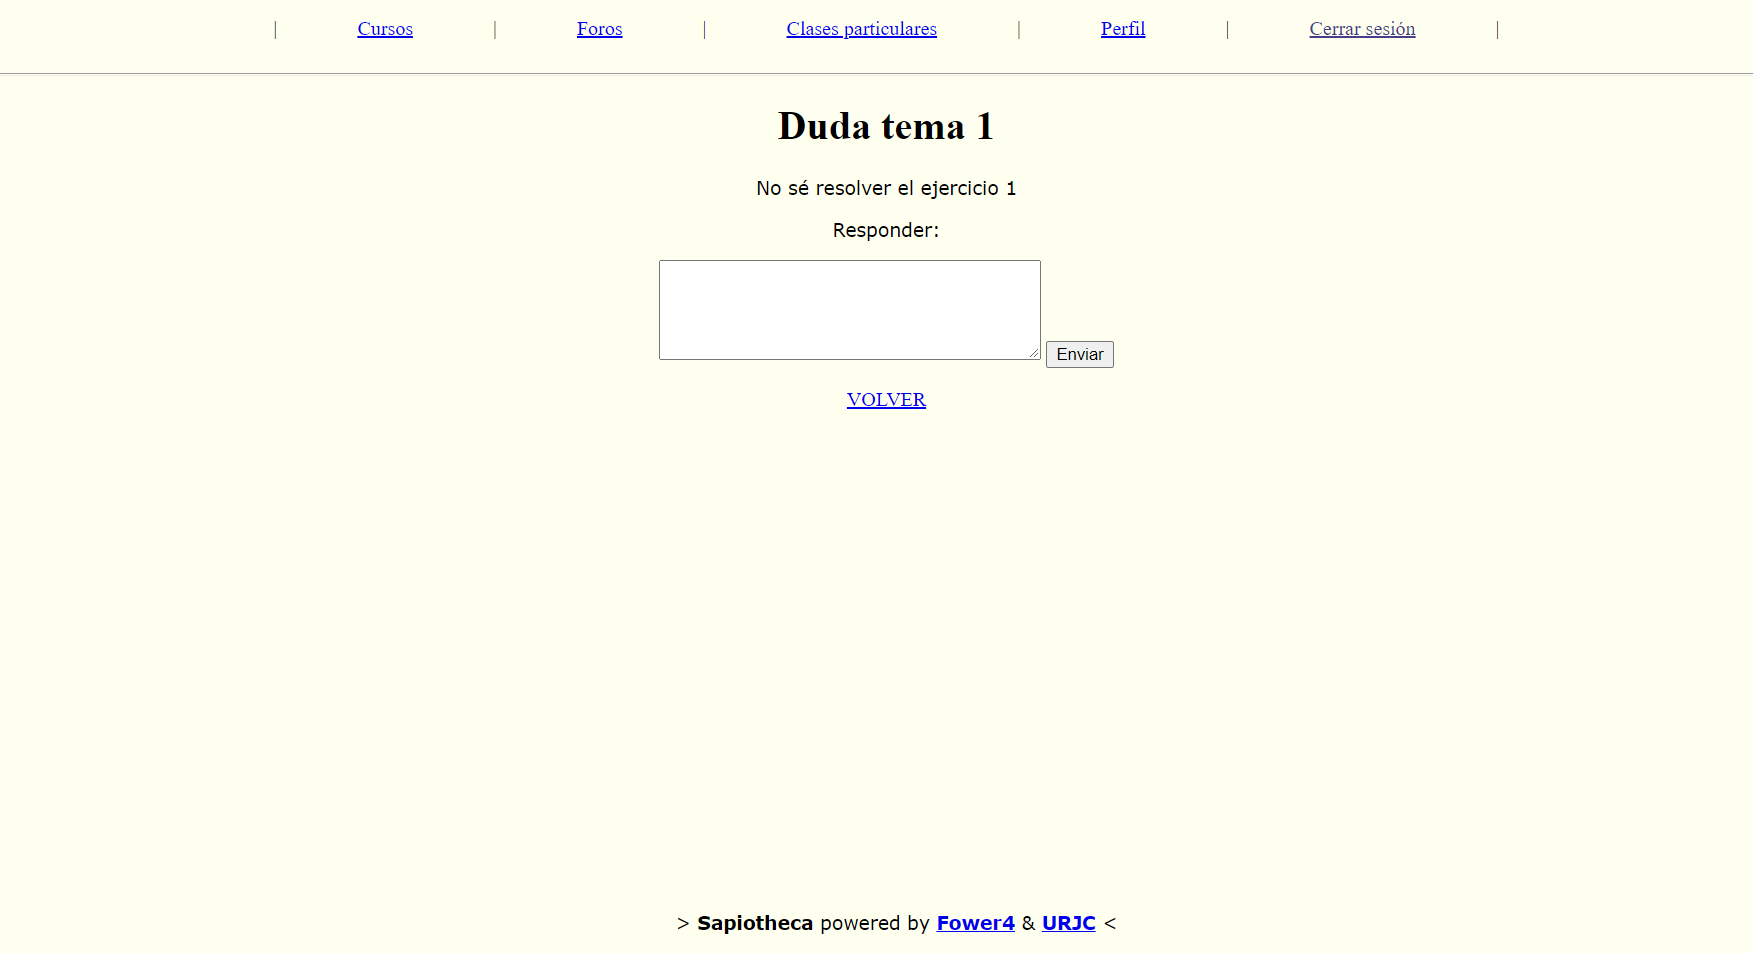 | Cursos | Foros | Clases particulares | Perfil | Cerrar sesión |
Duda tema 1
No sé resolver el ejercicio 1
Responder:
Enviar
VOLVER
> Sapiotheca powered by Fower4 & URJC <